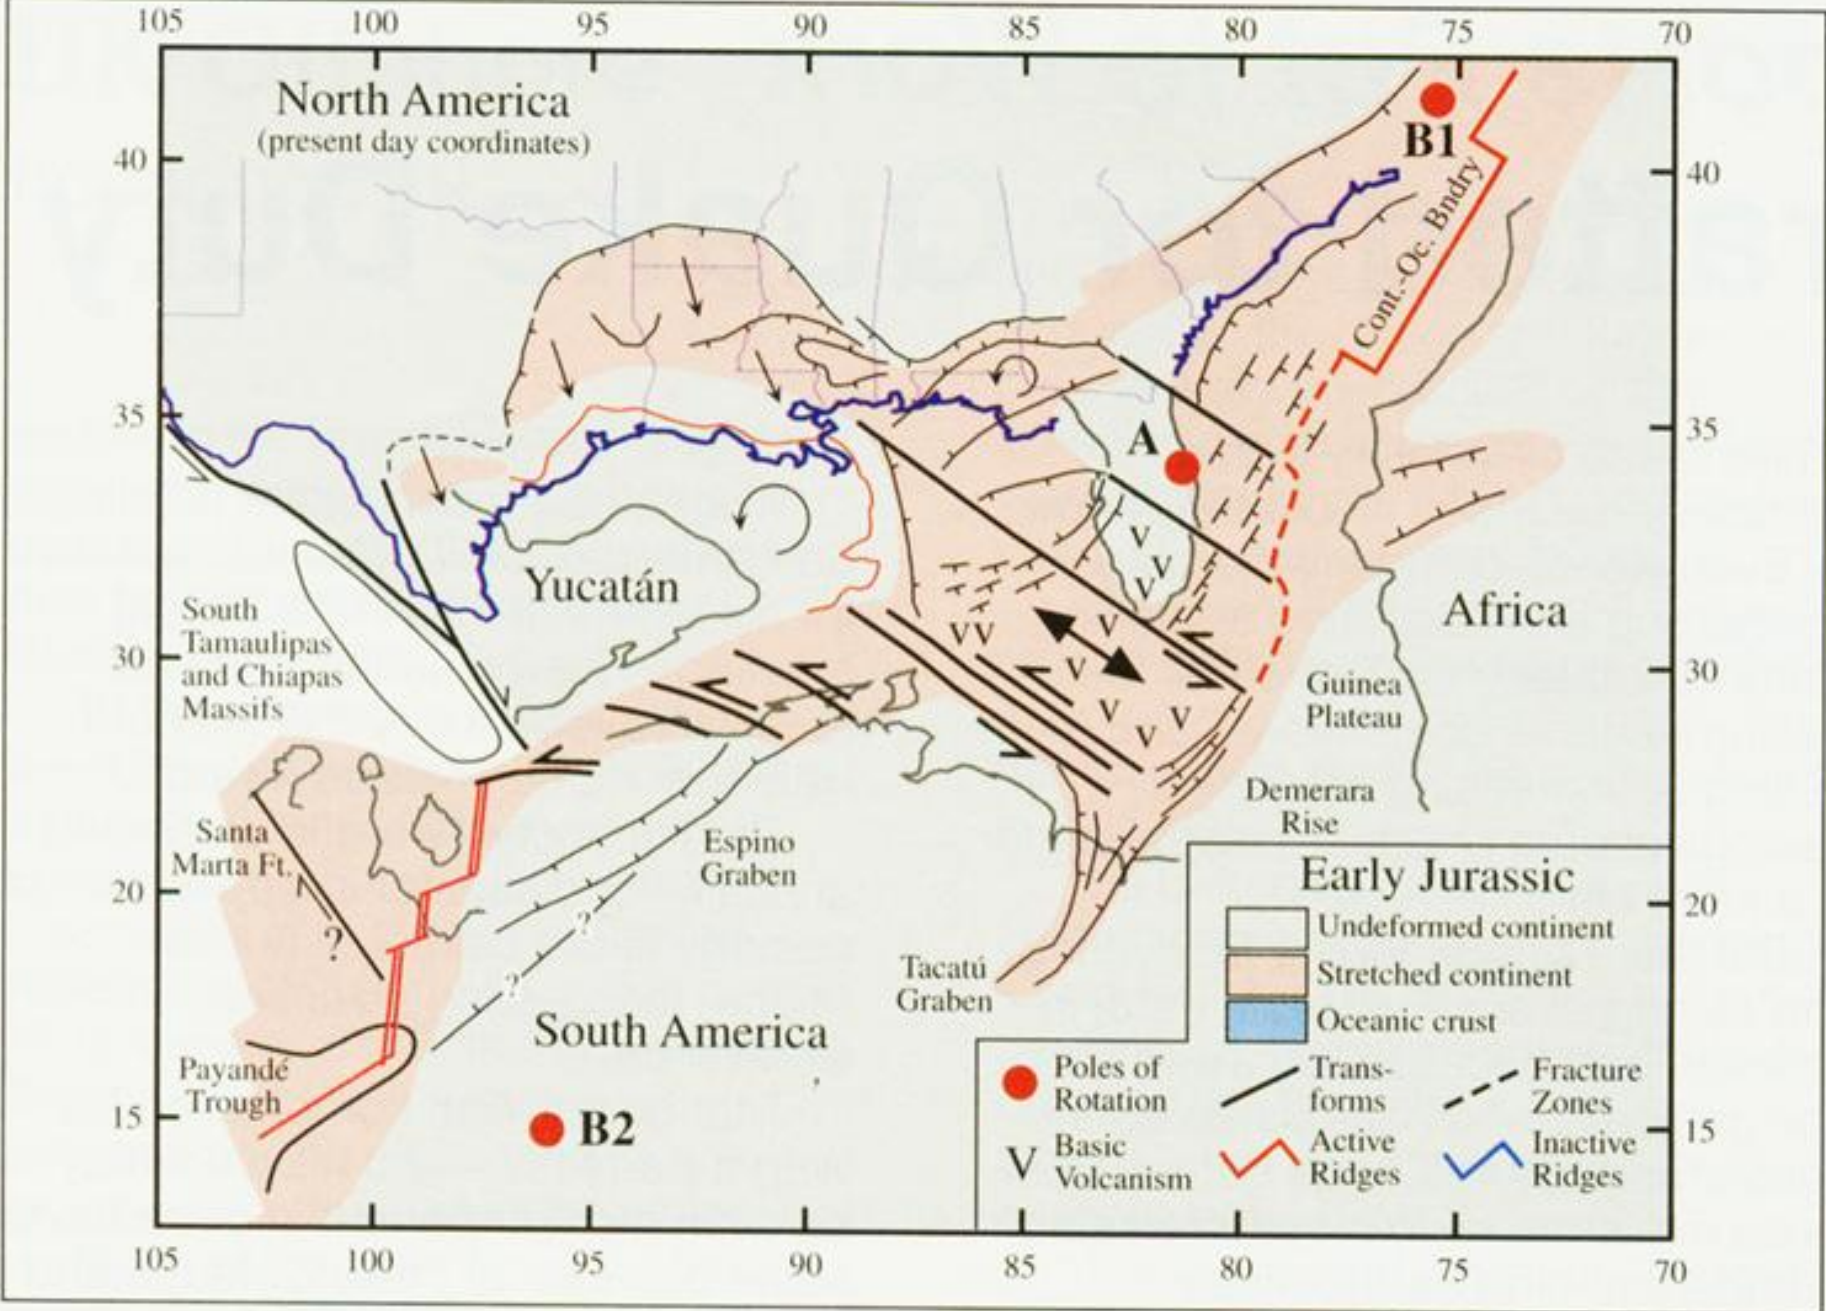 105 100 95 90 85 80 75 70
North America
(present day coordinates)
B1
40
40
Cont.-Oc. Bndry
35
35
A
V
V
V
Yucatán
Africa
South
Tamaulipas
and Chiapas
Massifs
V V
V
V
V V
V
30
30
Guinea
Plateau
Demerara
Rise
Santa
Marta Ft.
?
Espino
Graben
?
?
20
20
Tacatú
Graben
South America
Payandé
Trough
15
15
B2
Early Jurassic
Undeformed continent
Stretched continent
Oceanic crust
Poles of
Rotation
Trans-
forms
Fracture
Zones
V Basic
Volcanism
Active
Ridges
Inactive
Ridges
105 100 95 90 85 80 75 70